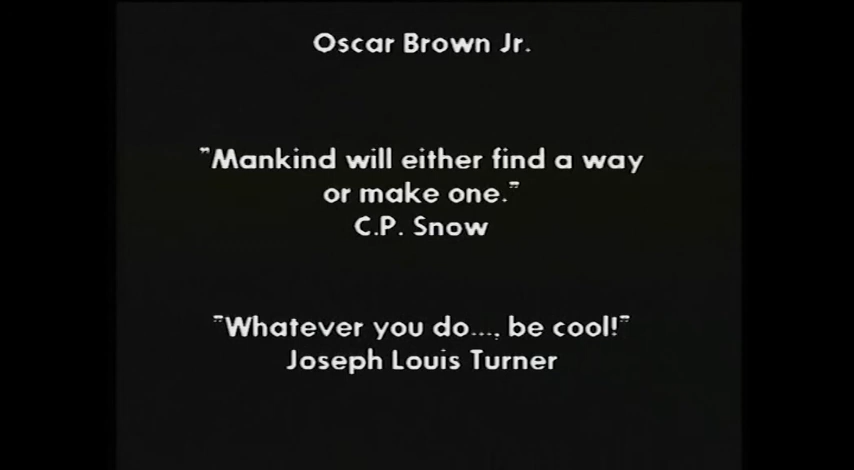 Oscar Brown Jr.
"Mankind will either find a way
or make one."
C.P. Snow
"Whatever you do..., be cool!"
Joseph Louis Turner